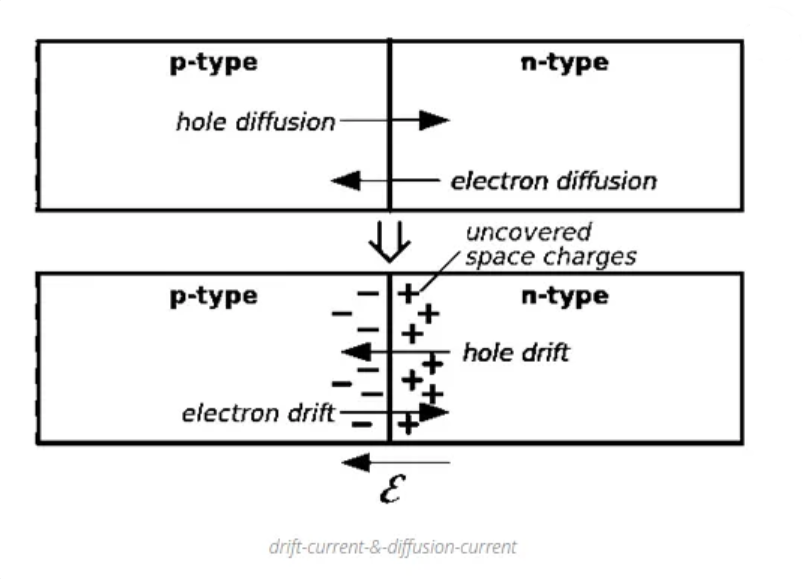 p-type
n-type
hole diffusion
electron diffusion
uncovered
space charges
p-type
n-type
hole drift
electron drift
ℰ
drift-current-&-diffusion-current